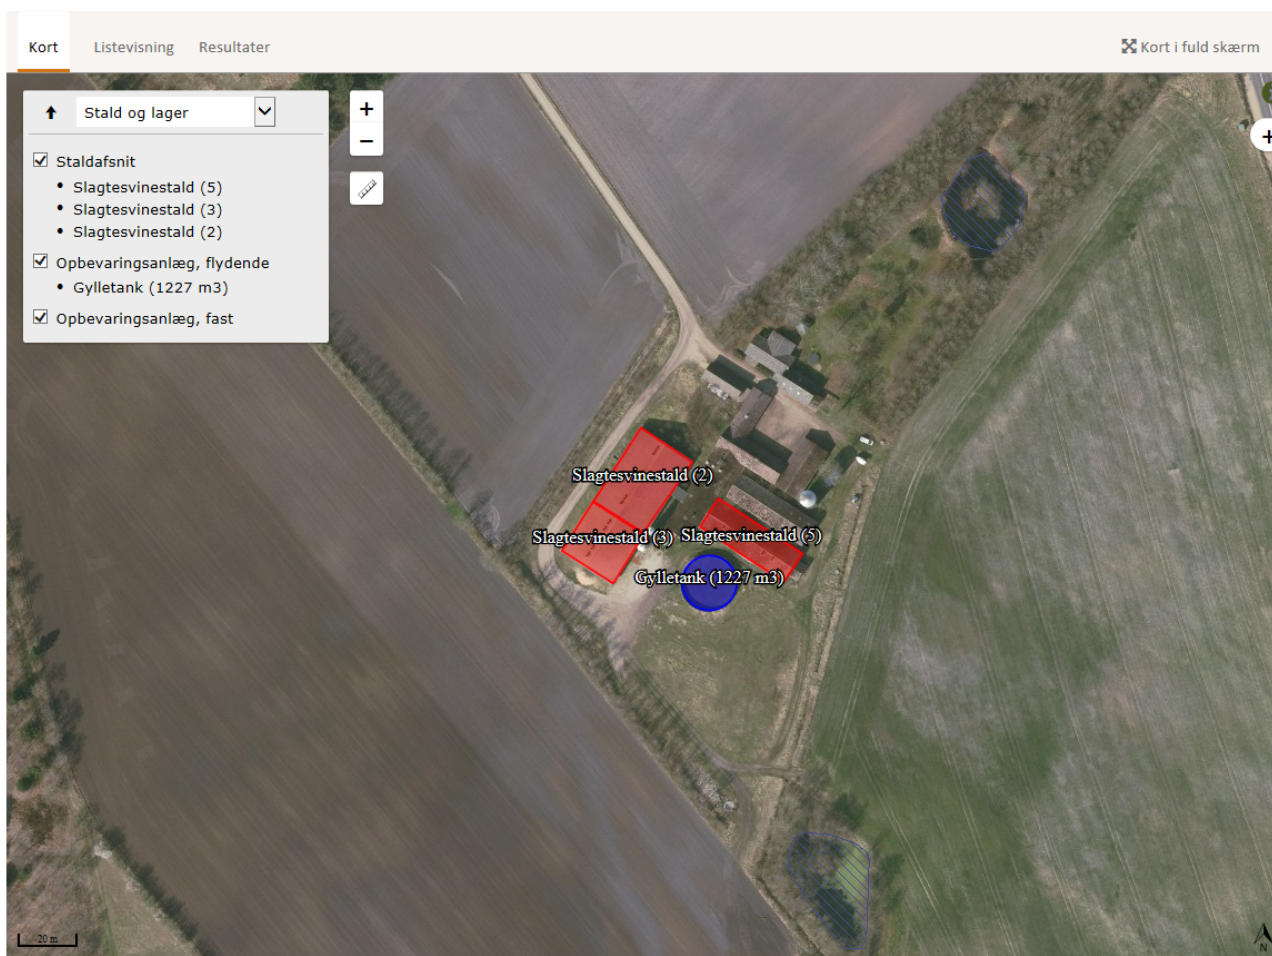 Kort Listevisning Resultater Kort i fuld skærm
Stald og lager
Staldafsnit
• Slagtesvinestald (5)
• Slagtesvinestald (3)
• Slagtesvinestald (2)
Opbevaringsanlæg, flydende
• Gylletank (1227 m3)
Opbevaringsanlæg, fast
+
−
+
Slagtesvinestald (2)
Slagtesvinestald (3) Slagtesvinestald (5)
Gylletank (1227 m3)
20 m
N